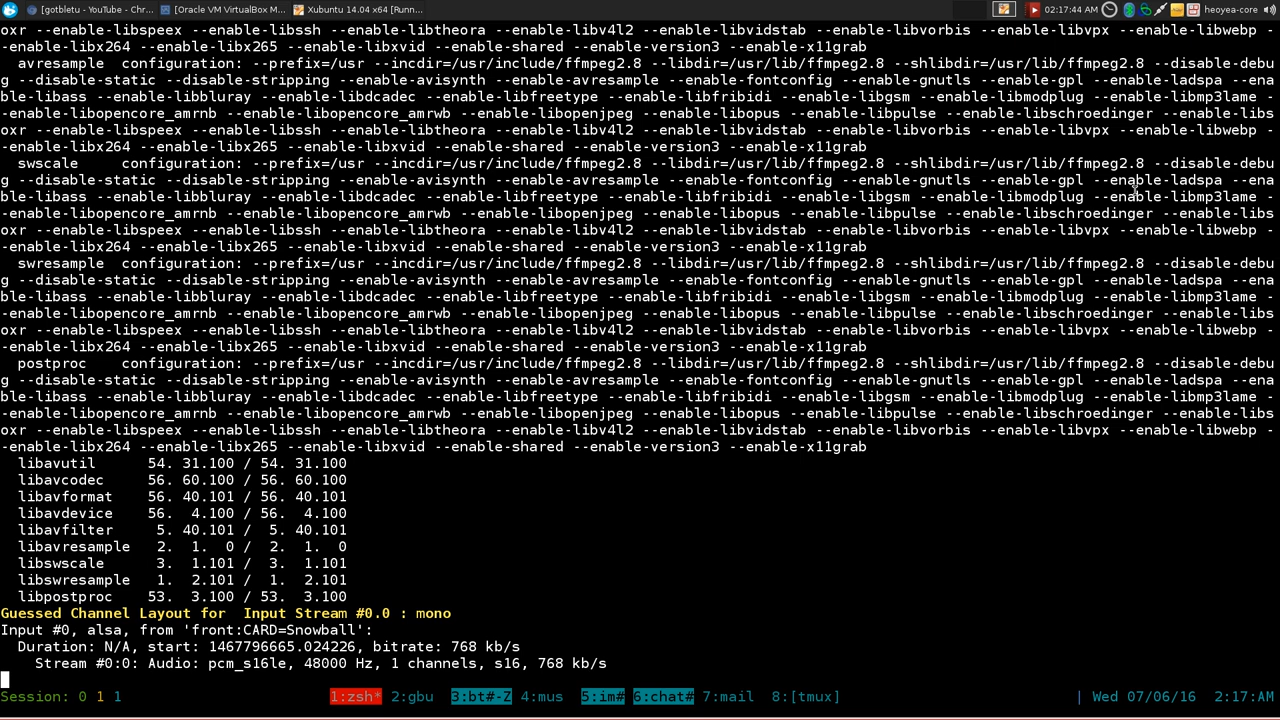 [gotbletu - YouTube - Chr... [Oracle VM VirtualBox M... Xubuntu 14.04 x64 [Runn... 02:17:44 AM heoyea-core
oxr --enable-libspeex --enable-libssh --enable-libtheora --enable-libv4l2 --enable-libvidstab --enable-libvorbis --enable-libvpx --enable-libwebp -
-enable-libx264 --enable-libx265 --enable-libxvid --enable-shared --enable-version3 --enable-x11grab
avresample configuration: --prefix=/usr --incdir=/usr/include/ffmpeg2.8 --libdir=/usr/lib/ffmpeg2.8 --shlibdir=/usr/lib/ffmpeg2.8 --disable-debu
g --disable-static --disable-stripping --enable-avisynth --enable-avresample --enable-fontconfig --enable-gnutls --enable-gpl --enable-ladspa --ena
ble-libass --enable-libbluray --enable-libdcadec --enable-libfreetype --enable-libfribidi --enable-libgsm --enable-libmodplug --enable-libmp3lame -
-enable-libopencore_amrnb --enable-libopencore_amrwb --enable-libopenjpeg --enable-libopus --enable-libpulse --enable-libschroedinger --enable-libs
oxr --enable-libspeex --enable-libssh --enable-libtheora --enable-libv4l2 --enable-libvidstab --enable-libvorbis --enable-libvpx --enable-libwebp -
-enable-libx264 --enable-libx265 --enable-libxvid --enable-shared --enable-version3 --enable-x11grab
swscale configuration: --prefix=/usr --incdir=/usr/include/ffmpeg2.8 --libdir=/usr/lib/ffmpeg2.8 --shlibdir=/usr/lib/ffmpeg2.8 --disable-debu
g --disable-static --disable-stripping --enable-avisynth --enable-avresample --enable-fontconfig --enable-gnutls --enable-gpl --enable-ladspa --ena
ble-libass --enable-libbluray --enable-libdcadec --enable-libfreetype --enable-libfribidi --enable-libgsm --enable-libmodplug --enable-libmp3lame -
-enable-libopencore_amrnb --enable-libopencore_amrwb --enable-libopenjpeg --enable-libopus --enable-libpulse --enable-libschroedinger --enable-libs
oxr --enable-libspeex --enable-libssh --enable-libtheora --enable-libv4l2 --enable-libvidstab --enable-libvorbis --enable-libvpx --enable-libwebp -
-enable-libx264 --enable-libx265 --enable-libxvid --enable-shared --enable-version3 --enable-x11grab
swresample configuration: --prefix=/usr --incdir=/usr/include/ffmpeg2.8 --libdir=/usr/lib/ffmpeg2.8 --shlibdir=/usr/lib/ffmpeg2.8 --disable-debu
g --disable-static --disable-stripping --enable-avisynth --enable-avresample --enable-fontconfig --enable-gnutls --enable-gpl --enable-ladspa --ena
ble-libass --enable-libbluray --enable-libdcadec --enable-libfreetype --enable-libfribidi --enable-libgsm --enable-libmodplug --enable-libmp3lame -
-enable-libopencore_amrnb --enable-libopencore_amrwb --enable-libopenjpeg --enable-libopus --enable-libpulse --enable-libschroedinger --enable-libs
oxr --enable-libspeex --enable-libssh --enable-libtheora --enable-libv4l2 --enable-libvidstab --enable-libvorbis --enable-libvpx --enable-libwebp -
-enable-libx264 --enable-libx265 --enable-libxvid --enable-shared --enable-version3 --enable-x11grab
postproc configuration: --prefix=/usr --incdir=/usr/include/ffmpeg2.8 --libdir=/usr/lib/ffmpeg2.8 --shlibdir=/usr/lib/ffmpeg2.8 --disable-debu
g --disable-static --disable-stripping --enable-avisynth --enable-avresample --enable-fontconfig --enable-gnutls --enable-gpl --enable-ladspa --ena
ble-libass --enable-libbluray --enable-libdcadec --enable-libfreetype --enable-libfribidi --enable-libgsm --enable-libmodplug --enable-libmp3lame -
-enable-libopencore_amrnb --enable-libopencore_amrwb --enable-libopenjpeg --enable-libopus --enable-libpulse --enable-libschroedinger --enable-libs
oxr --enable-libspeex --enable-libssh --enable-libtheora --enable-libv4l2 --enable-libvidstab --enable-libvorbis --enable-libvpx --enable-libwebp -
-enable-libx264 --enable-libx265 --enable-libxvid --enable-shared --enable-version3 --enable-x11grab
libavutil 54. 31.100 / 54. 31.100
libavcodec 56. 60.100 / 56. 60.100
libavformat 56. 40.101 / 56. 40.101
libavdevice 56. 4.100 / 56. 4.100
libavfilter 5. 40.101 / 5. 40.101
libavresample 2. 1. 0 / 2. 1. 0
libswscale 3. 1.101 / 3. 1.101
libswresample 1. 2.101 / 1. 2.101
libpostproc 53. 3.100 / 53. 3.100
Guessed Channel Layout for Input Stream #0.0 : mono
Input #0, alsa, from 'front:CARD=Snowball':
Duration: N/A, start: 1467796665.024226, bitrate: 768 kb/s
Stream #0:0: Audio: pcm_s16le, 48000 Hz, 1 channels, s16, 768 kb/s
Session: 0 1 1 1:zsh* 2:gbu 3:bt#-Z 4:mus 5:im# 6:chat# 7:mail 8:[tmux] | Wed 07/06/16 2:17AM